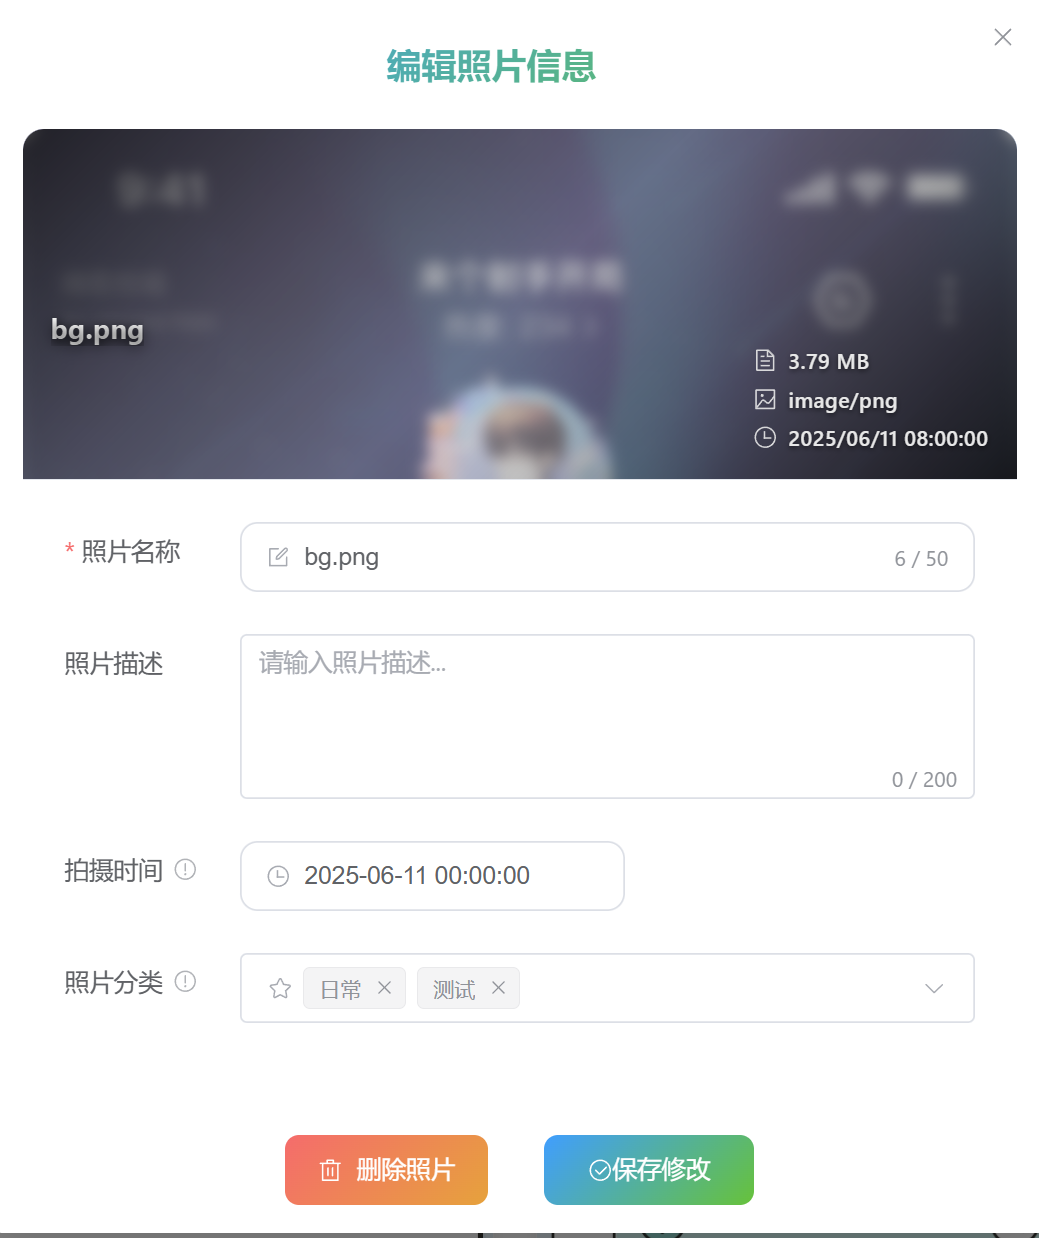 编辑照片信息
9:41
bg.png
3.79 MB
image/png
2025/06/11 08:00:00
* 照片名称
bg.png
6 / 50
照片描述
请输入照片描述...
0 / 200
拍摄时间
2025-06-11 00:00:00
照片分类
日常
测试
删除照片
保存修改